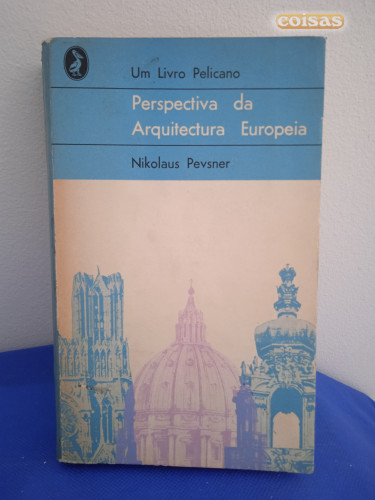 coisas
Um Livro Pelicano
Perspectiva da
Arquitectura Europeia
Nikolaus Pevsner